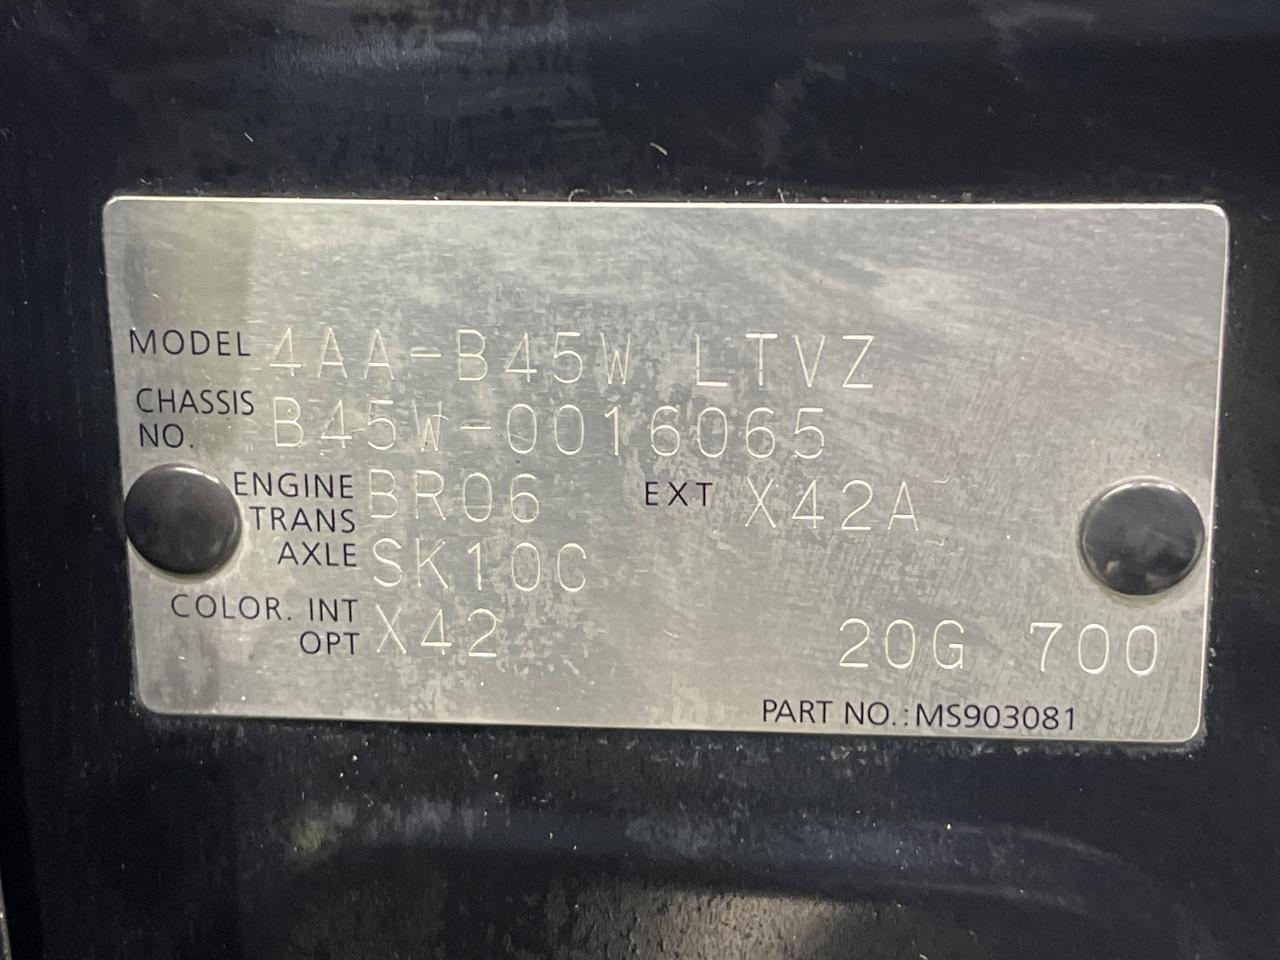 MODEL 4AA-B45W LTVZ
CHASSIS NO. B45W-0016065
ENGINE BR06 EXT X42A
TRANS AXLE SK10C
COLOR. INT OPT X42 20G 700
PART NO.:MS903081